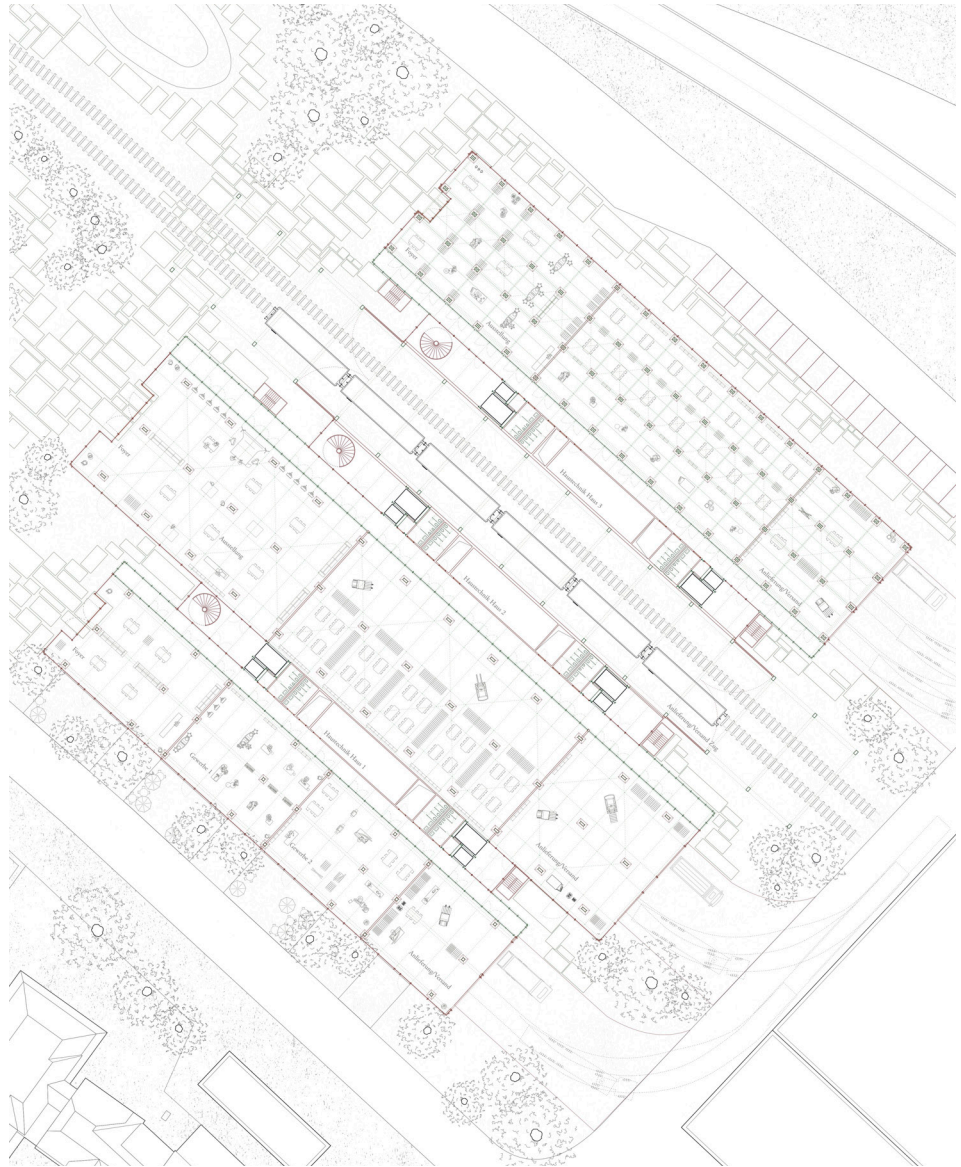 Foyer
Ausstellung
Haustechnik Haus 3
Anlieferung/Versand
Foyer
Ausstellung
Haustechnik Haus 2
Anlieferung/Versand Zug
Anlieferung/Versand
Foyer
Gewerbe 1
Haustechnik Haus 1
Gewerbe 2
Anlieferung/Versand